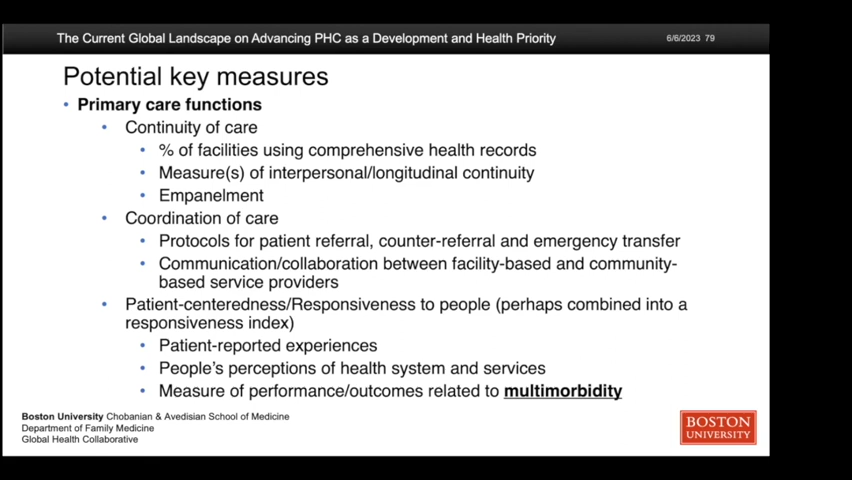 The Current Global Landscape on Advancing PHC as a Development and Health Priority
6/6/2023 79
Potential key measures
• Primary care functions
• Continuity of care
• % of facilities using comprehensive health records
• Measure(s) of interpersonal/longitudinal continuity
• Empanelment
• Coordination of care
• Protocols for patient referral, counter-referral and emergency transfer
• Communication/collaboration between facility-based and community-
based service providers
• Patient-centeredness/Responsiveness to people (perhaps combined into a
responsiveness index)
• Patient-reported experiences
• People's perceptions of health system and services
• Measure of performance/outcomes related to multimorbidity
Boston University Chobanian & Avedisian School of Medicine
Department of Family Medicine
Global Health Collaborative
BOSTON
UNIVERSITY